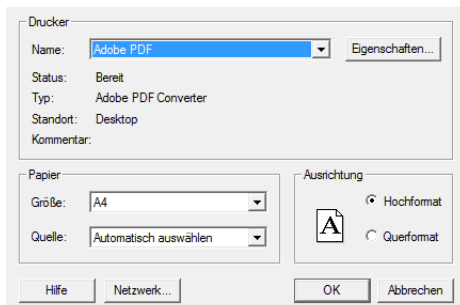 Drucker
Name: Adobe PDF Eigenschaften...
Status: Bereit
Typ: Adobe PDF Converter
Standort: Desktop
Kommentar:
Papier
Größe: A4
Quelle: Automatisch auswählen
Ausrichtung
A
Hochformat
Querformat
Hilfe Netzwerk... OK Abbrechen